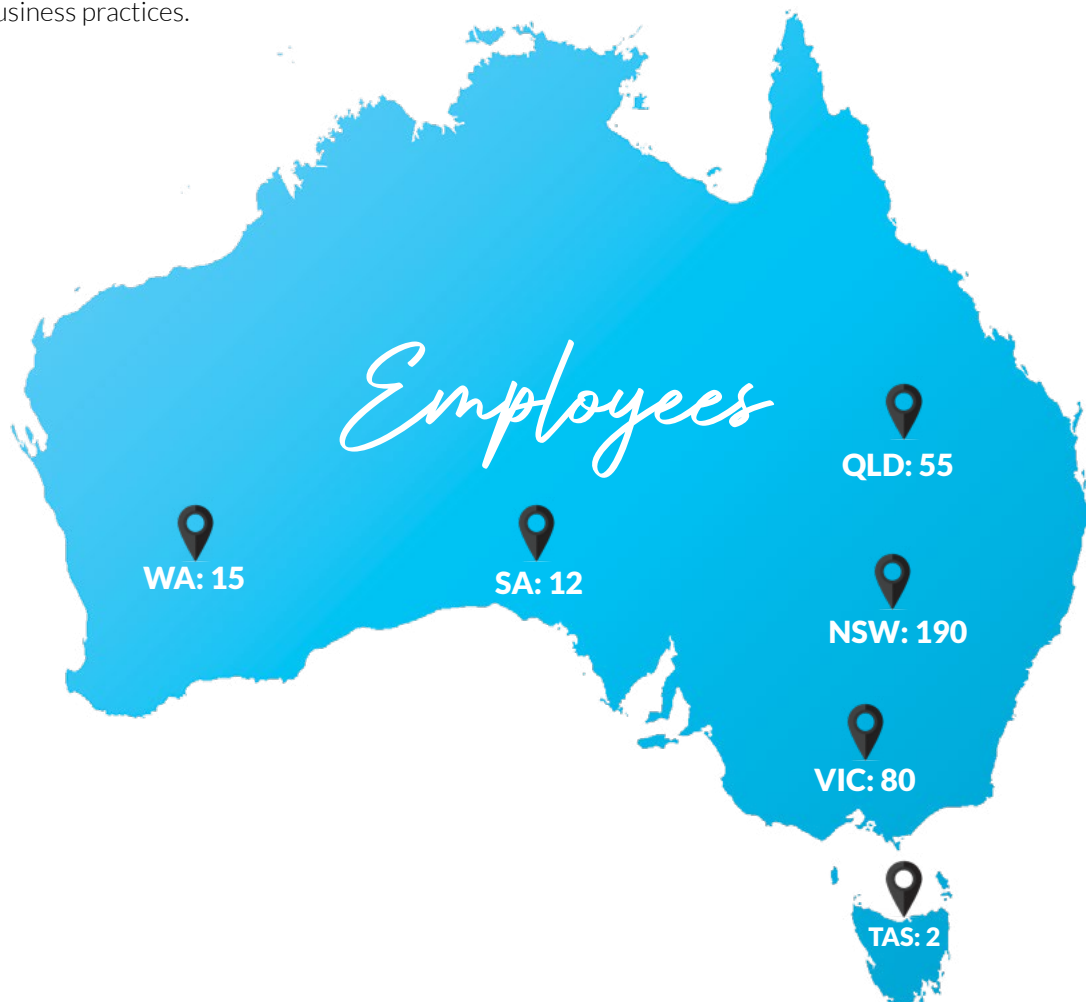 usiness practices.
Employees
QLD: 55
WA: 15
SA: 12
NSW: 190
VIC: 80
TAS: 2